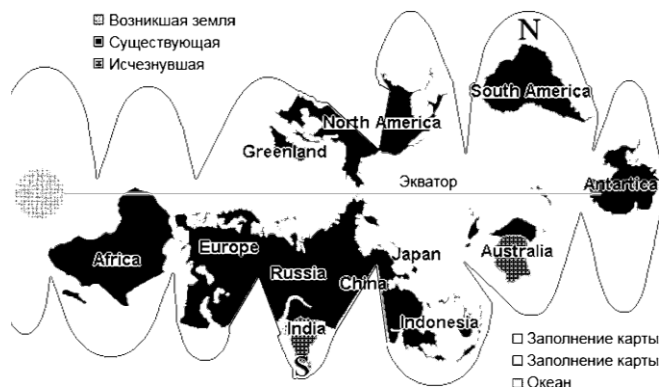 Возникшая земля
Существующая
Исчезнувшая
N
South America
North America
Greenland
Экватор
Antartica
Africa
Europe
Russia
China
Japan
Australia
India
Indonesia
S
Заполнение карты
Заполнение карты
Океан